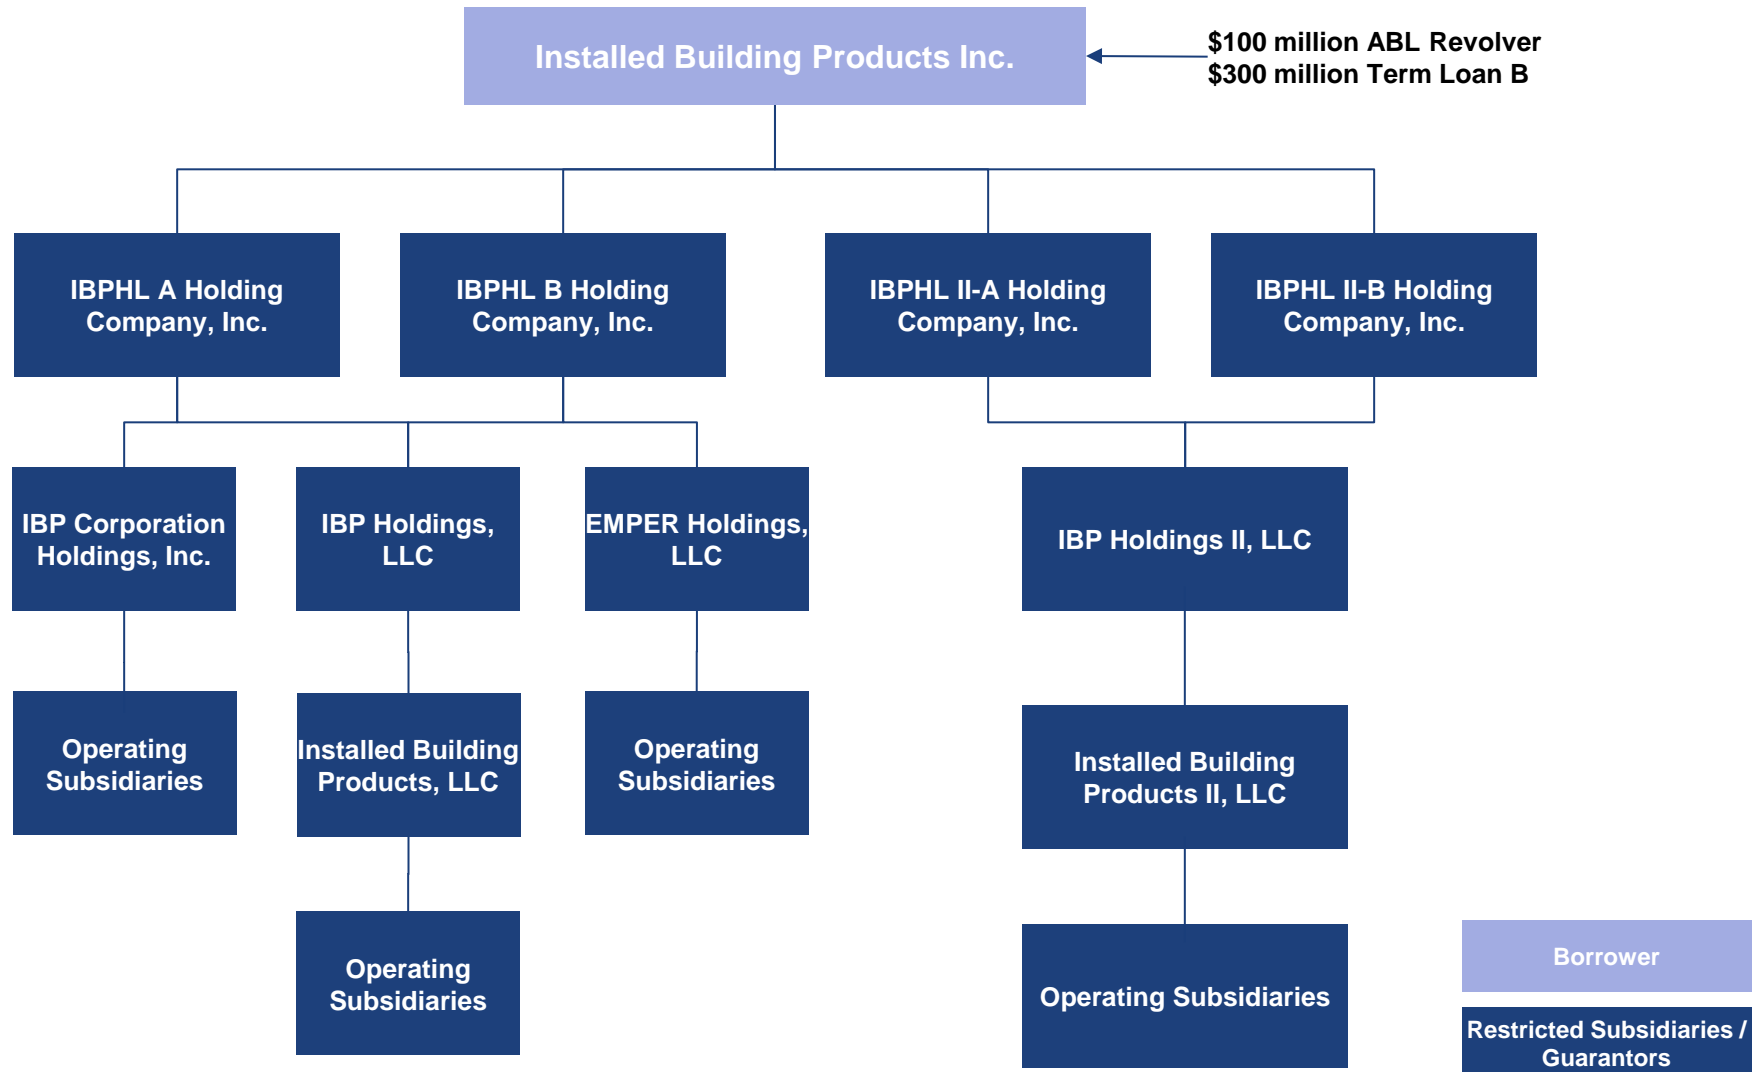 Installed Building Products Inc.
$100 million ABL Revolver
$300 million Term Loan B
IBPHL A Holding
Company, Inc.
IBPHL B Holding
Company, Inc.
IBPHL II-A Holding
Company, Inc.
IBPHL II-B Holding
Company, Inc.
IBP Corporation
Holdings, Inc.
IBP Holdings,
LLC
EMPER Holdings,
LLC
IBP Holdings II, LLC
Operating
Subsidiaries
Installed Building
Products, LLC
Operating
Subsidiaries
Installed Building
Products II, LLC
Operating
Subsidiaries
Operating Subsidiaries
Borrower
Restricted Subsidiaries /
Guarantors